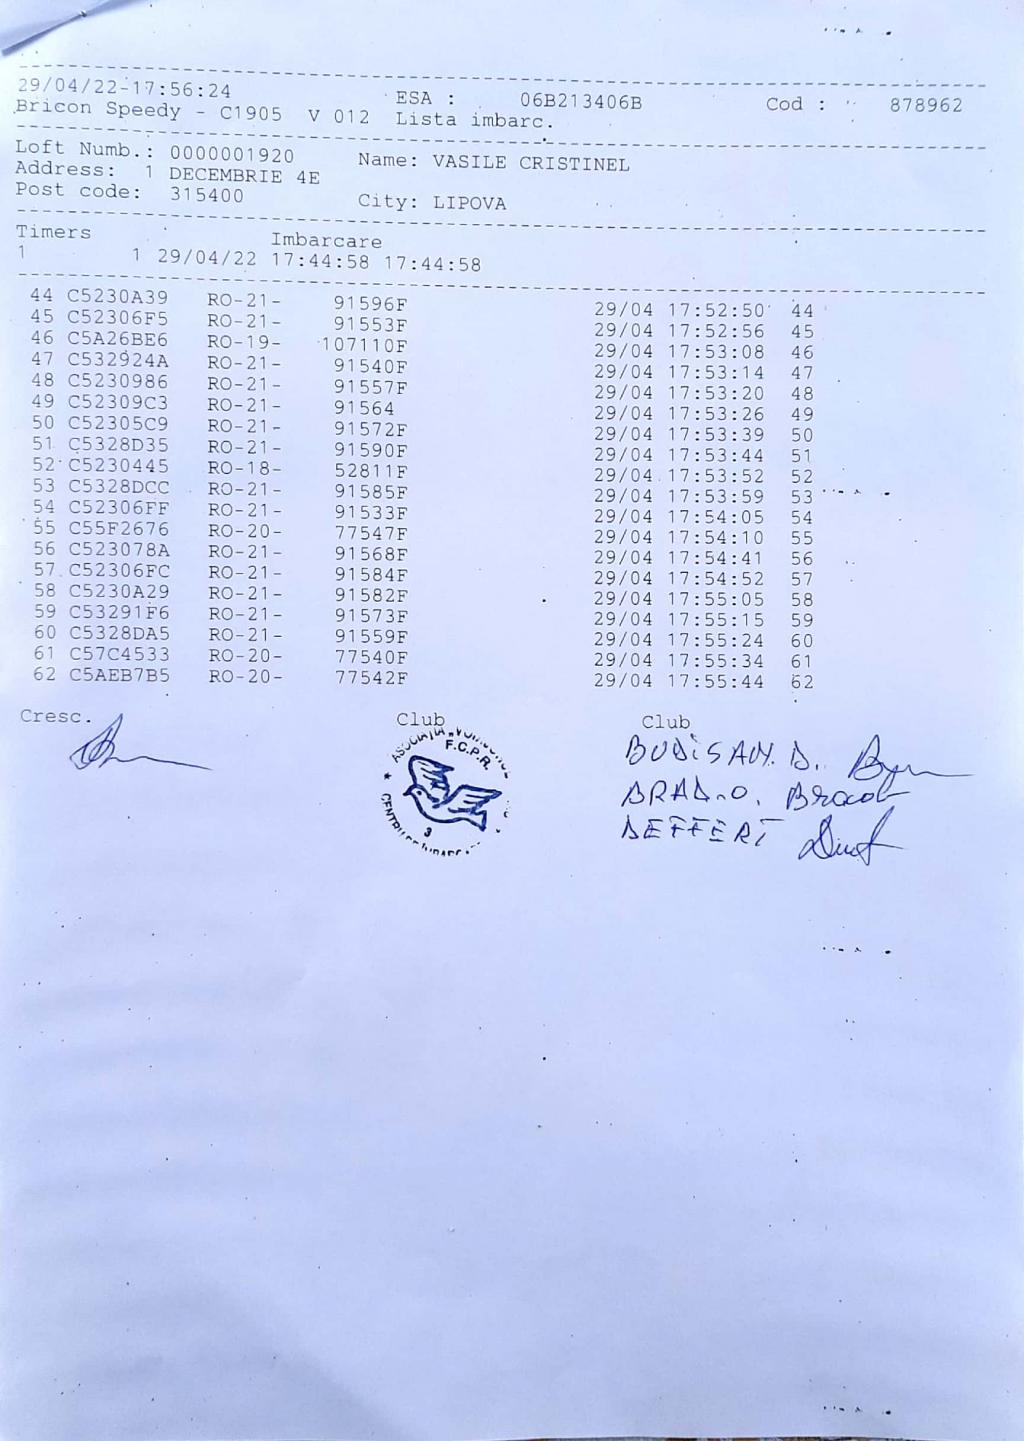 29/04/22-17:56:24 ESA : 06B213406B Cod : 878962
Bricon Speedy - C1905 V 012 Lista imbarc.
Loft Numb.: 0000001920 Name: VASILE CRISTINEL
Address: 1 DECEMBRIE 4E
Post code: 315400 City: LIPOVA
Timers Imbarcare
1 1 29/04/22 17:44:58 17:44:58
44 C5230A39 RO-21- 91596F 29/04 17:52:50 44
45 C52306F5 RO-21- 91553F 29/04 17:52:56 45
46 C5A26BE6 RO-19- 107110F 29/04 17:53:08 46
47 C532924A RO-21- 91540F 29/04 17:53:14 47
48 C5230986 RO-21- 91557F 29/04 17:53:20 48
49 C52309C3 RO-21- 91564 29/04 17:53:26 49
50 C52305C9 RO-21- 91572F 29/04 17:53:39 50
51 C5328D35 RO-21- 91590F 29/04 17:53:44 51
52 C5230445 RO-18- 52811F 29/04 17:53:52 52
53 C5328DCC RO-21- 91585F 29/04 17:53:59 53
54 C52306FF RO-21- 91533F 29/04 17:54:05 54
55 C55F2676 RO-20- 77547F 29/04 17:54:10 55
56 C523078A RO-21- 91568F 29/04 17:54:41 56
57 C52306FC RO-21- 91584F 29/04 17:54:52 57
58 C5230A29 RO-21- 91582F 29/04 17:55:05 58
59 C53291F6 RO-21- 91573F 29/04 17:55:15 59
60 C5328DA5 RO-21- 91559F 29/04 17:55:24 60
61 C57C4533 RO-20- 77540F 29/04 17:55:34 61
62 C5AEB7B5 RO-20- 77542F 29/04 17:55:44 62
Cresc. Club Club
ASOCIAȚIA
F.C.P.R.
3
BUDISAN. D.
BRAD. O.
DEFFERT